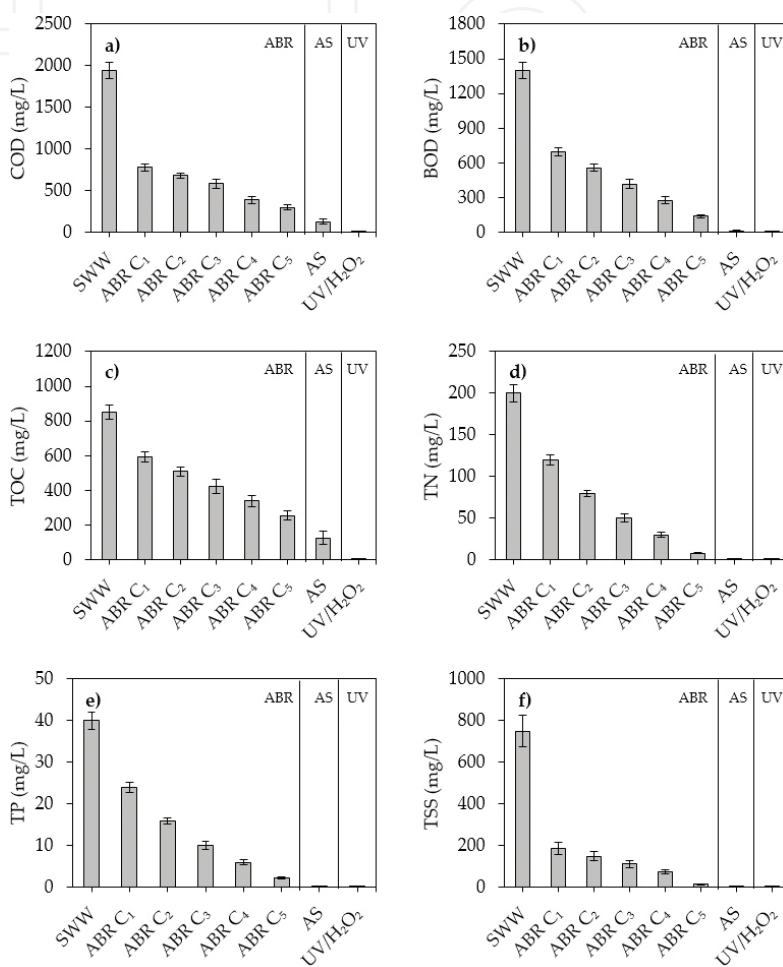 a)
ABR AS UV
COD (mg/L)
2500
2000
1500
1000
500
0
SWW
ABR C₁
ABR C₂
ABR C₃
ABR C₄
ABR C₅
AS
UV/H₂O₂
b)
ABR AS UV
BOD (mg/L)
1800
1500
1200
900
600
300
0
SWW
ABR C₁
ABR C₂
ABR C₃
ABR C₄
ABR C₅
AS
UV/H₂O₂
c)
ABR AS UV
TOC (mg/L)
1200
1000
800
600
400
200
0
SWW
ABR C₁
ABR C₂
ABR C₃
ABR C₄
ABR C₅
AS
UV/H₂O₂
d)
ABR AS UV
TN (mg/L)
250
200
150
100
50
0
SWW
ABR C₁
ABR C₂
ABR C₃
ABR C₄
ABR C₅
AS
UV/H₂O₂
e)
ABR AS UV
TP (mg/L)
50
40
30
20
10
0
SWW
ABR C₁
ABR C₂
ABR C₃
ABR C₄
ABR C₅
AS
UV/H₂O₂
f)
ABR AS UV
TSS (mg/L)
1000
800
600
400
200
0
SWW
ABR C₁
ABR C₂
ABR C₃
ABR C₄
ABR C₅
AS
UV/H₂O₂